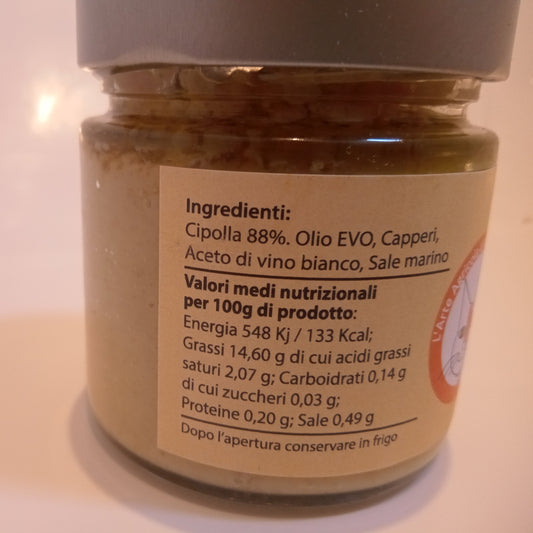 Ingredienti:
Cipolla 88%. Olio EVO, Capperi,
Aceto di vino bianco, Sale marino
Valori medi nutrizionali
per 100g di prodotto:
Energia 548 Kj / 133 Kcal;
Grassi 14,60 g di cui acidi grassi
saturi 2,07 g; Carboidrati 0,14 g
di cui zuccheri 0,03 g;
Proteine 0,20 g; Sale 0,49 g
Dopo l'apertura conservare in frigo
L'Arte